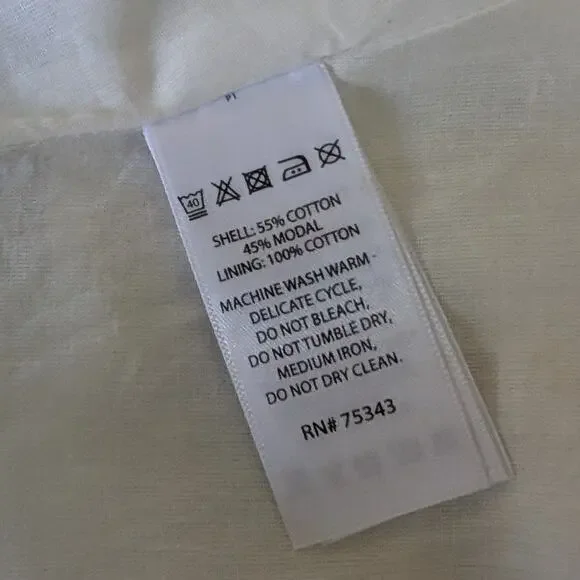 40
SHELL: 55% COTTON
45% MODAL
LINING: 100% COTTON
MACHINE WASH WARM -
DELICATE CYCLE,
DO NOT BLEACH,
DO NOT TUMBLE DRY,
MEDIUM IRON,
DO NOT DRY CLEAN.
RN# 75343